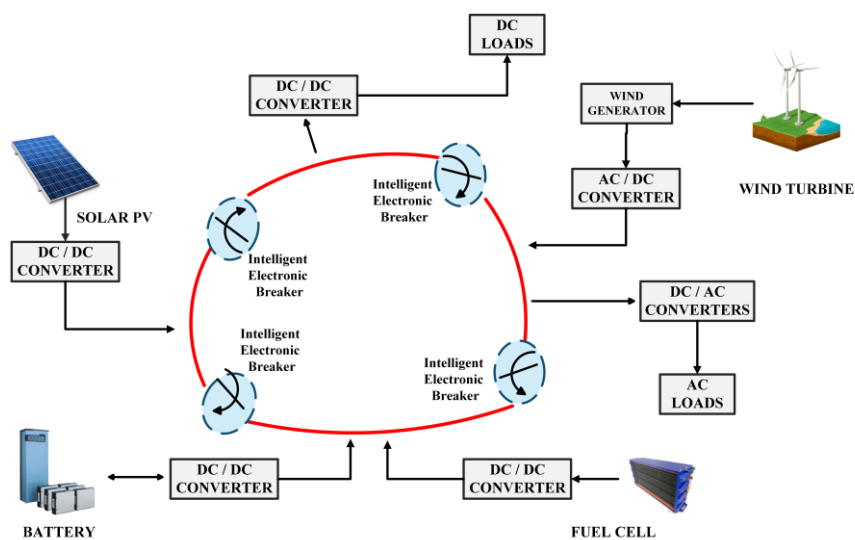 DC
LOADS
DC / DC
CONVERTER
WIND
GENERATOR
AC / DC
CONVERTER
WIND TURBINE
Intelligent
Electronic
Breaker
SOLAR PV
DC / DC
CONVERTER
Intelligent
Electronic
Breaker
DC / AC
CONVERTERS
Intelligent
Electronic
Breaker
Intelligent
Electronic
Breaker
AC
LOADS
DC / DC
CONVERTER
DC / DC
CONVERTER
BATTERY
FUEL CELL